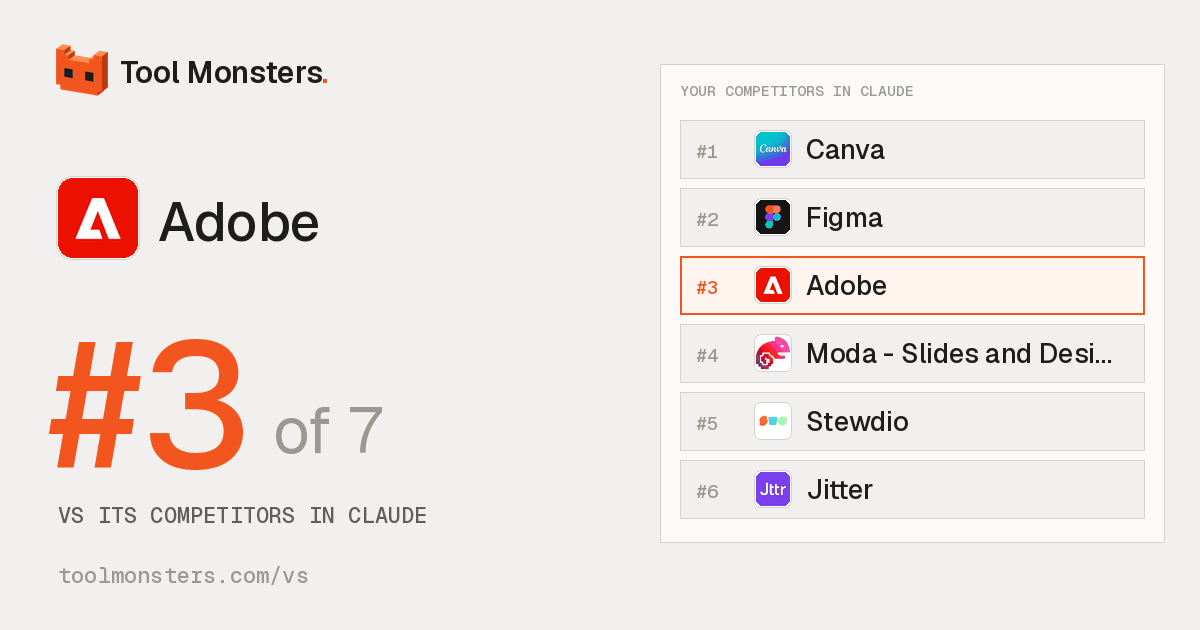 Tool Monsters.
Adobe
#3 of 7
VS ITS COMPETITORS IN CLAUDE
toolmonsters.com/vs
YOUR COMPETITORS IN CLAUDE
#1 Canva Canva
#2 Figma
#3 Adobe
#4 Moda - Slides and Desi...
#5 Stewdio
#6 Jttr Jitter